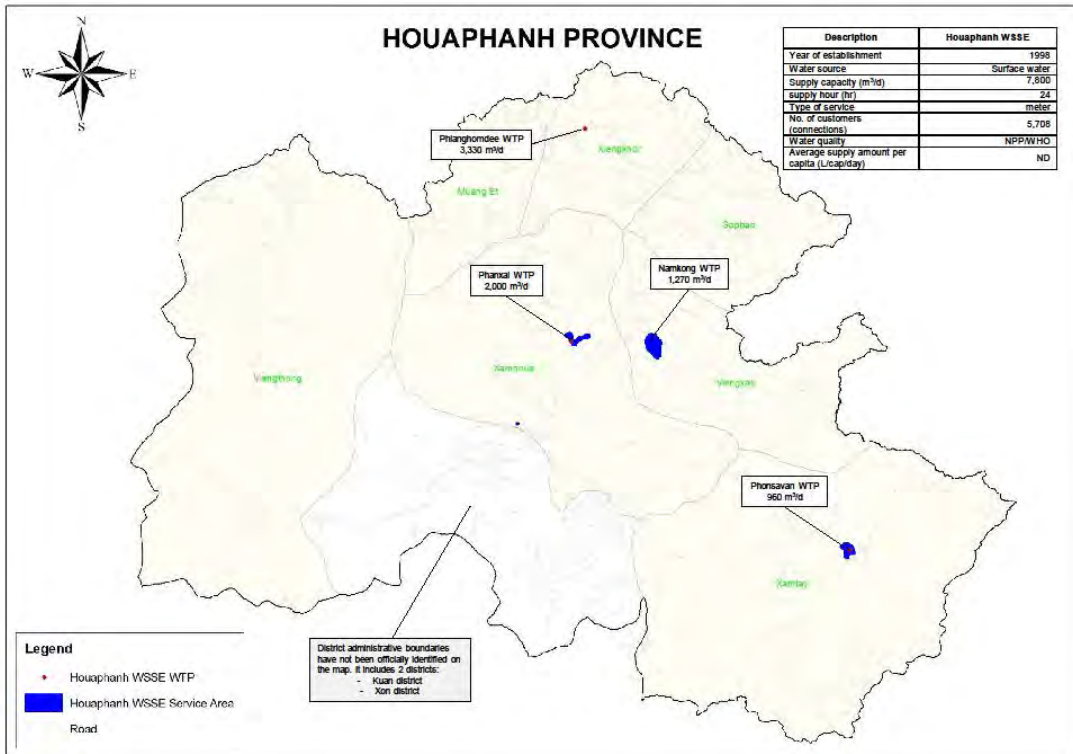 N
W E
S
HOUAPHANH PROVINCE
Description Houaphanh WSSE
Year of establishment 1998
Water source Surface water
Supply capacity (m³/d) 7,800
supply hour (hr) 24
Type of service meter
No. of customers
(connections) 5,708
Water quality NPP/WHO
Average supply amount per
capita (L/cap/day) ND
Phianghomdee WTP
3,330 m³/d
Xiengkhor
Muang Et
Sopbao
Phanxai WTP
2,000 m³/d
Namkong WTP
1,270 m³/d
Viengthong
Xamneua
Viengxay
Phonsavan WTP
960 m³/d
Xamtay
District administrative boundaries
have not been officially identified on
the map. It includes 2 districts:
- Kuan district
- Xon district
Legend
Houaphanh WSSE WTP
Houaphanh WSSE Service Area
Road